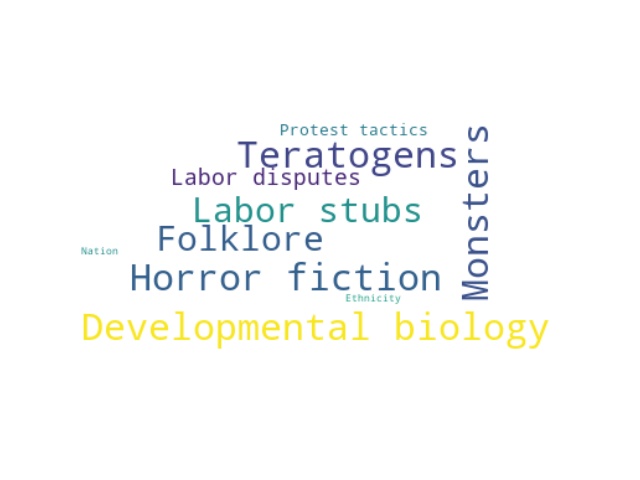 Protest tactics
Teratogens
Monsters
Labor disputes
Labor stubs
Folklore
Nation
Horror fiction
Ethnicity
Developmental biology